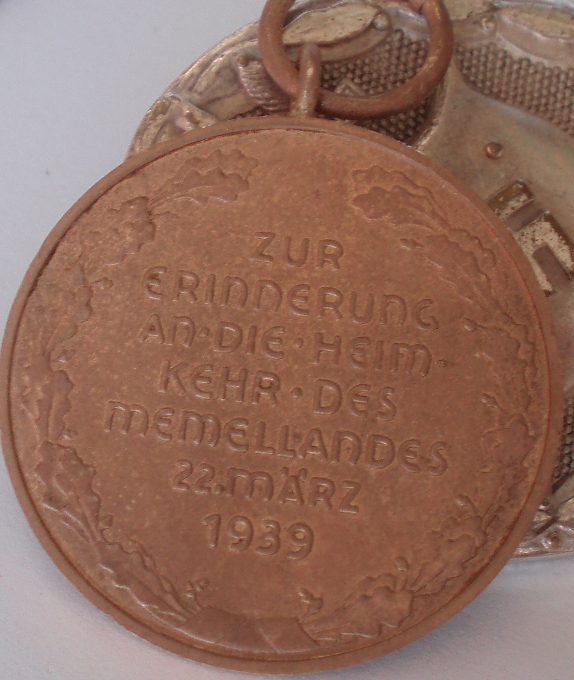 ZUR
ERINNERUNG
AN·DIE·HEIM-
KEHR·DES
MEMELLANDES
22.MÄRZ
1939